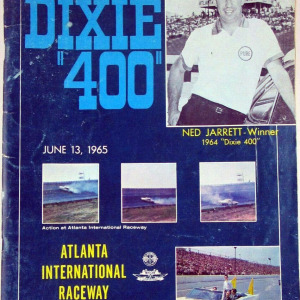 DIXIE
"400"
NED JARRETT-Winner
1964 "Dixie 400"
JUNE 13, 1965
Action at Atlanta International Raceway
ATLANTA
INTERNATIONAL
RACEWAY